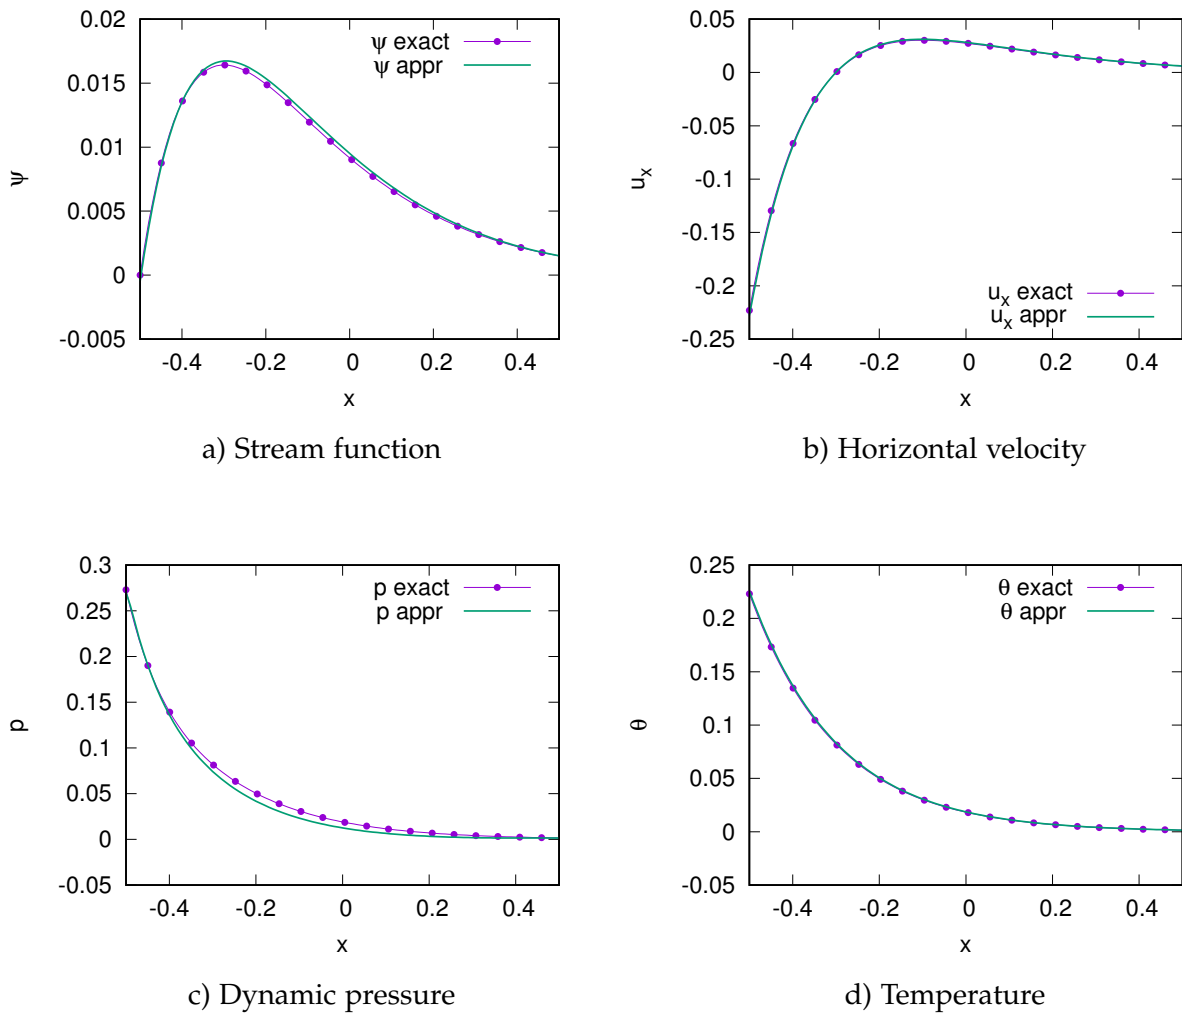 0.02
0.015
0.01
0.005
0
-0.005
ψ
ψ exact
ψ appr
-0.4 -0.2 0 0.2 0.4
x
a) Stream function
0.05
0
-0.05
-0.1
-0.15
-0.2
-0.25
u_x
u_x exact
u_x appr
-0.4 -0.2 0 0.2 0.4
x
b) Horizontal velocity
0.3
0.25
0.2
0.15
0.1
0.05
0
-0.05
p
p exact
p appr
-0.4 -0.2 0 0.2 0.4
x
c) Dynamic pressure
0.25
0.2
0.15
0.1
0.05
0
-0.05
θ
θ exact
θ appr
-0.4 -0.2 0 0.2 0.4
x
d) Temperature